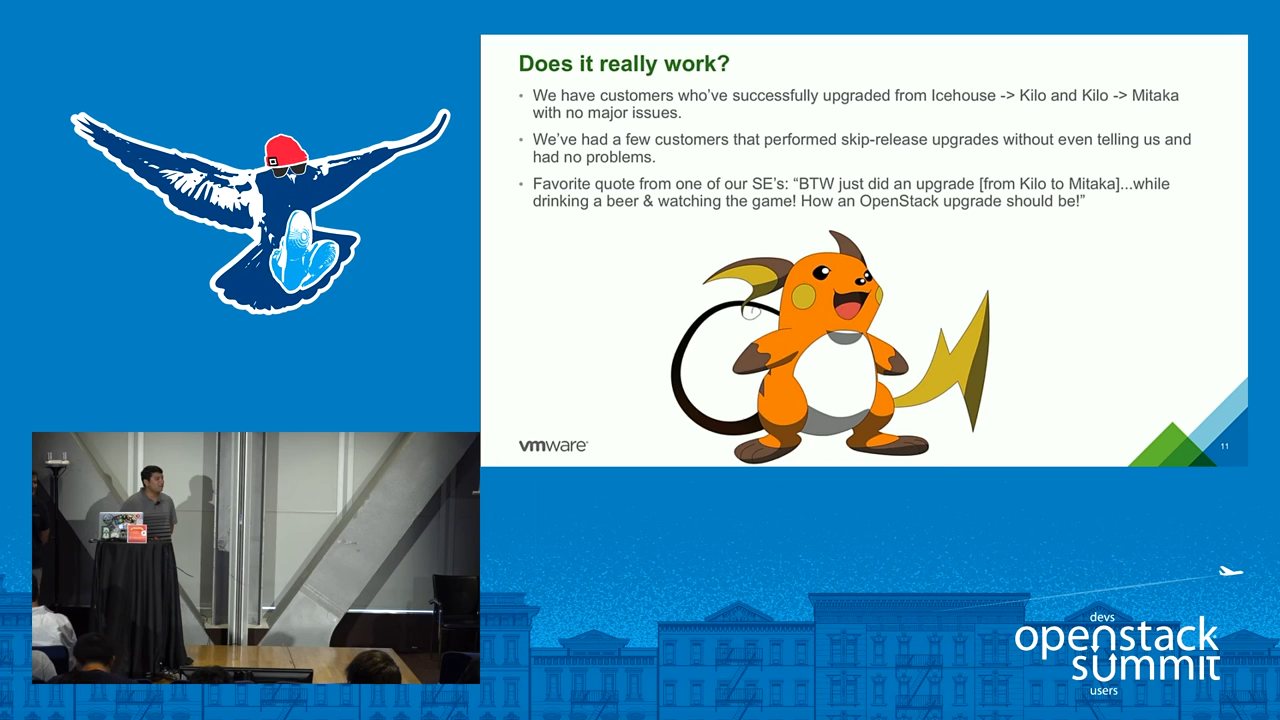 Does it really work?
• We have customers who've successfully upgraded from Icehouse -> Kilo and Kilo -> Mitaka
with no major issues.
• We've had a few customers that performed skip-release upgrades without even telling us and
had no problems.
• Favorite quote from one of our SE's: “BTW just did an upgrade [from Kilo to Mitaka]...while
drinking a beer & watching the game! How an OpenStack upgrade should be!”
vmware®
11
devs
openstack
summit
users